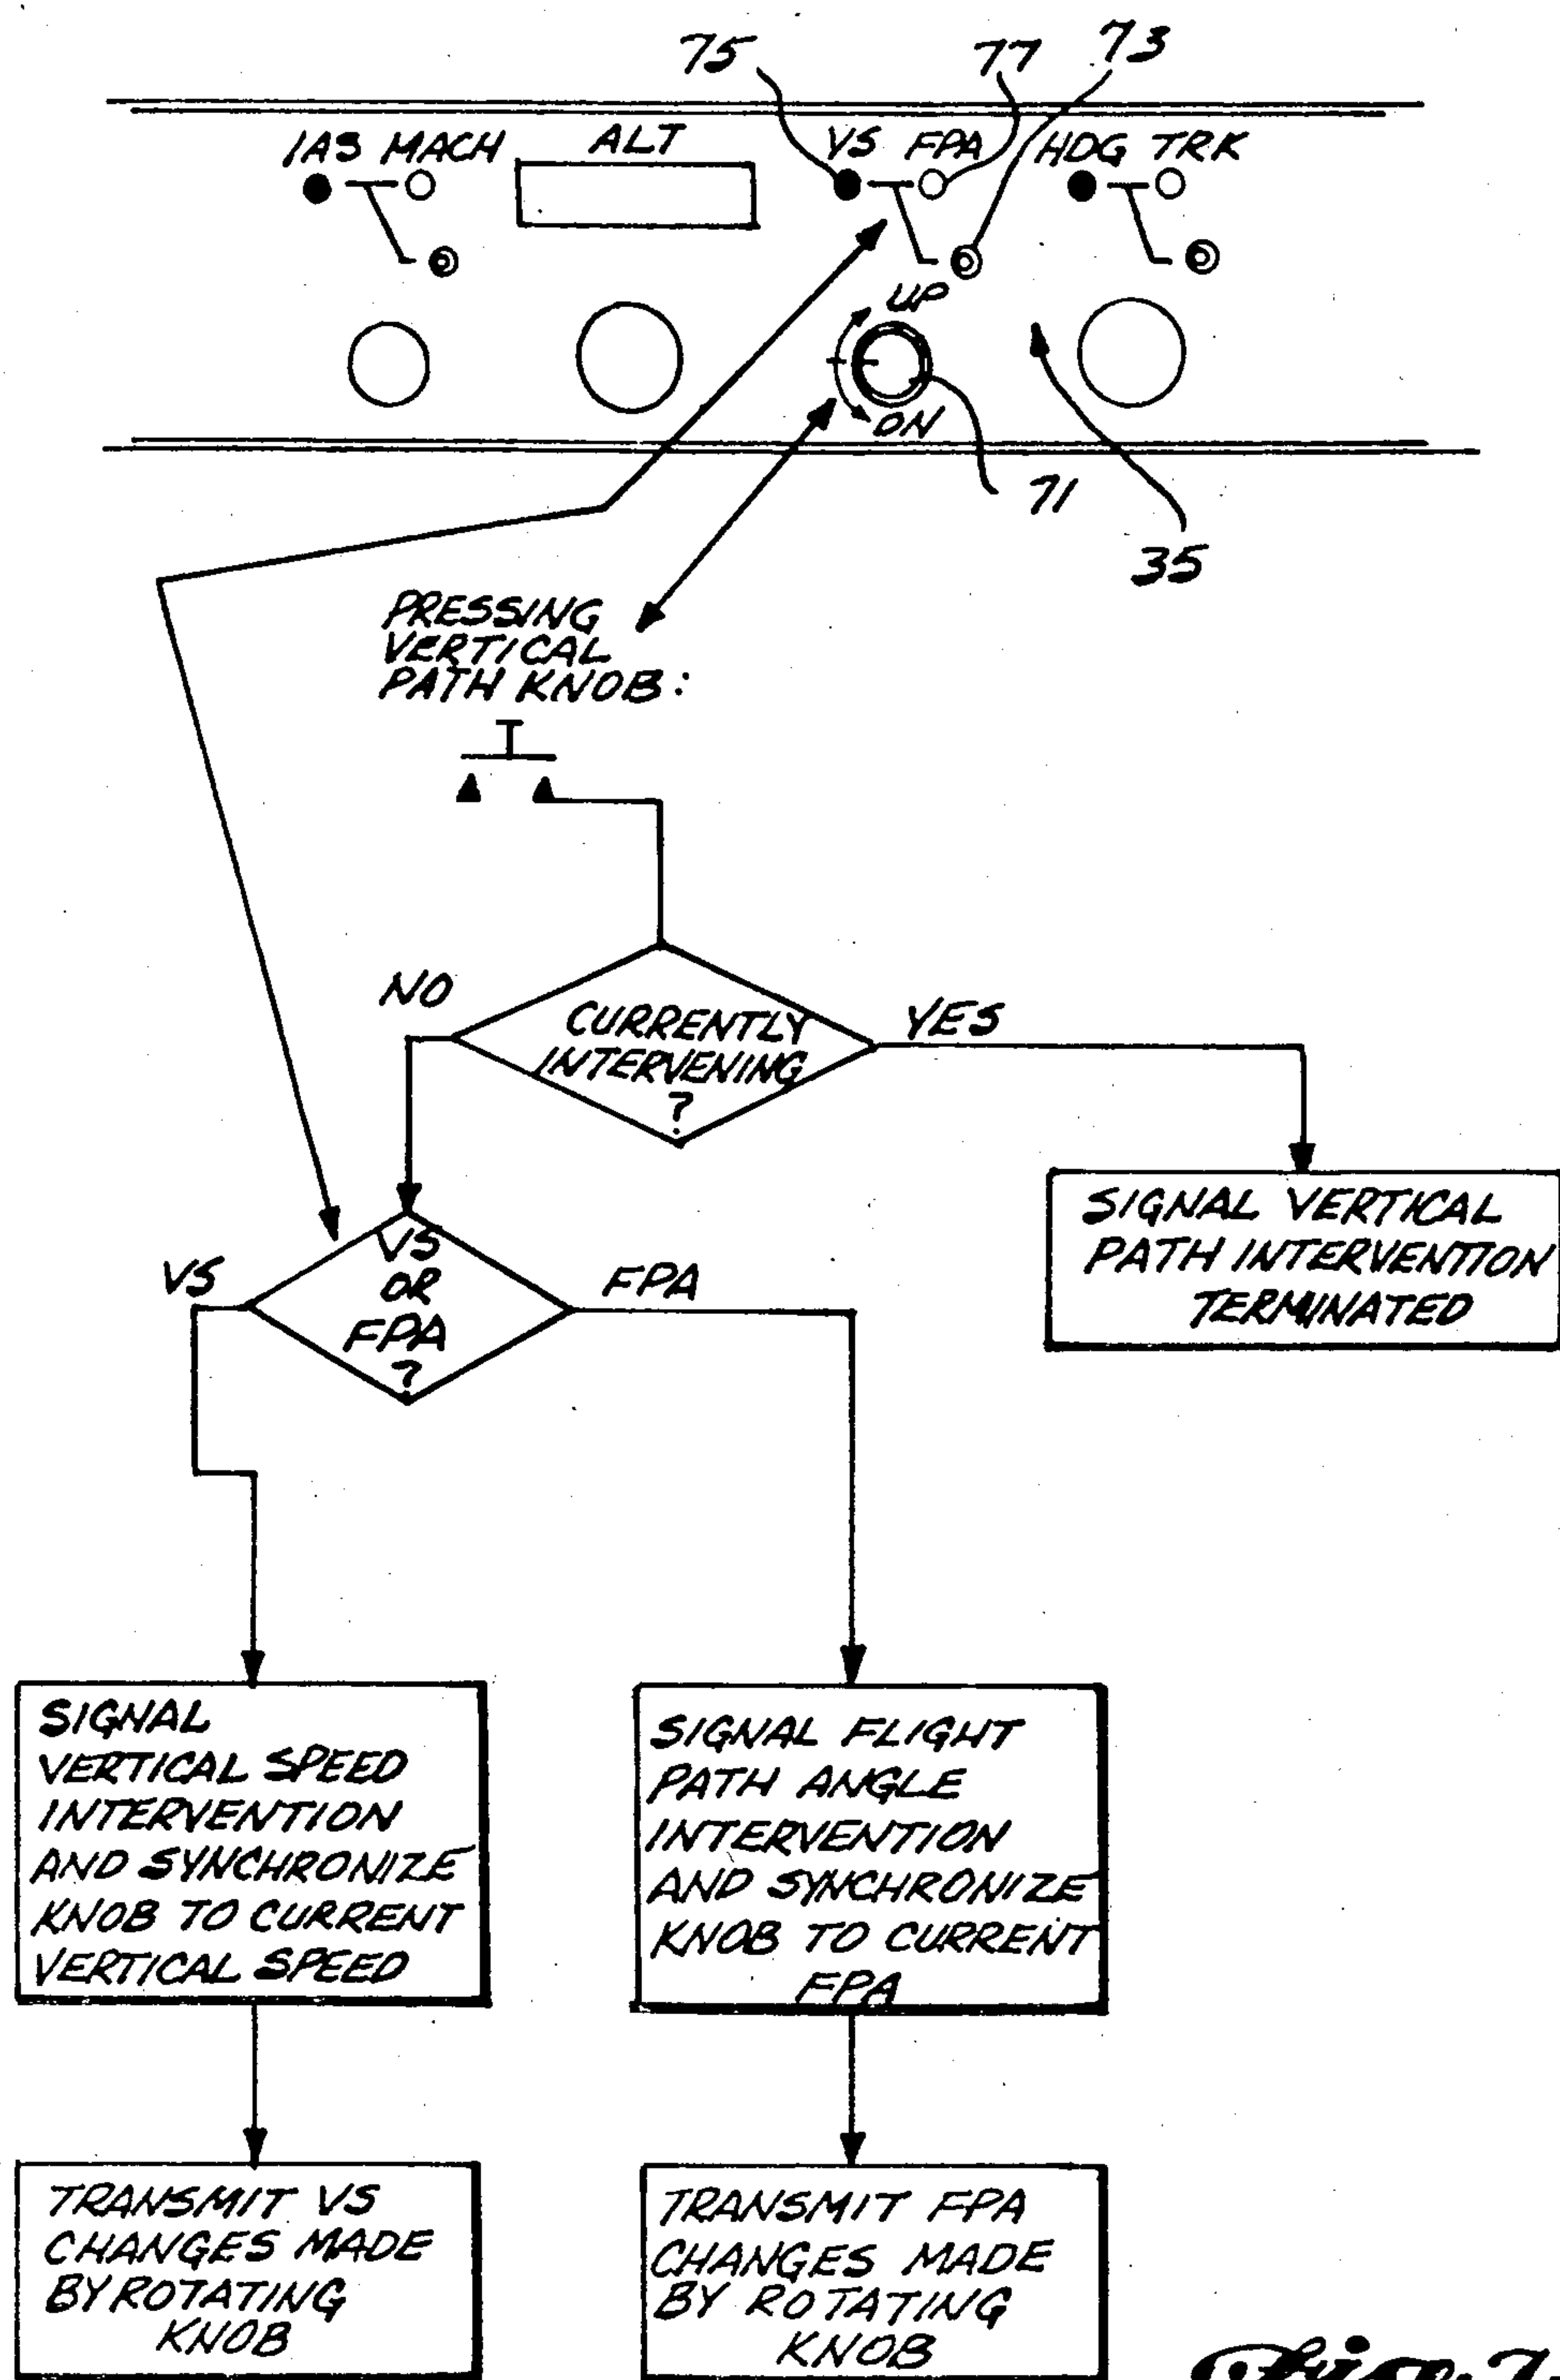 75 77 73
IAS MACH ALT VS FPA HDG TRK
UP
ON
71
35
PRESSING
VERTICAL
PATH KNOB:
NO
CURRENTLY
INTERVENING
?
YES
SIGNAL VERTICAL
PATH INTERVENTION
TERMINATED
VS
VS
OR
FPA
?
FPA
SIGNAL
VERTICAL SPEED
INTERVENTION
AND SYNCHRONIZE
KNOB TO CURRENT
VERTICAL SPEED
SIGNAL FLIGHT
PATH ANGLE
INTERVENTION
AND SYNCHRONIZE
KNOB TO CURRENT
FPA
TRANSMIT VS
CHANGES MADE
BY ROTATING
KNOB
TRANSMIT FPA
CHANGES MADE
BY ROTATING
KNOB
Fig. 7.